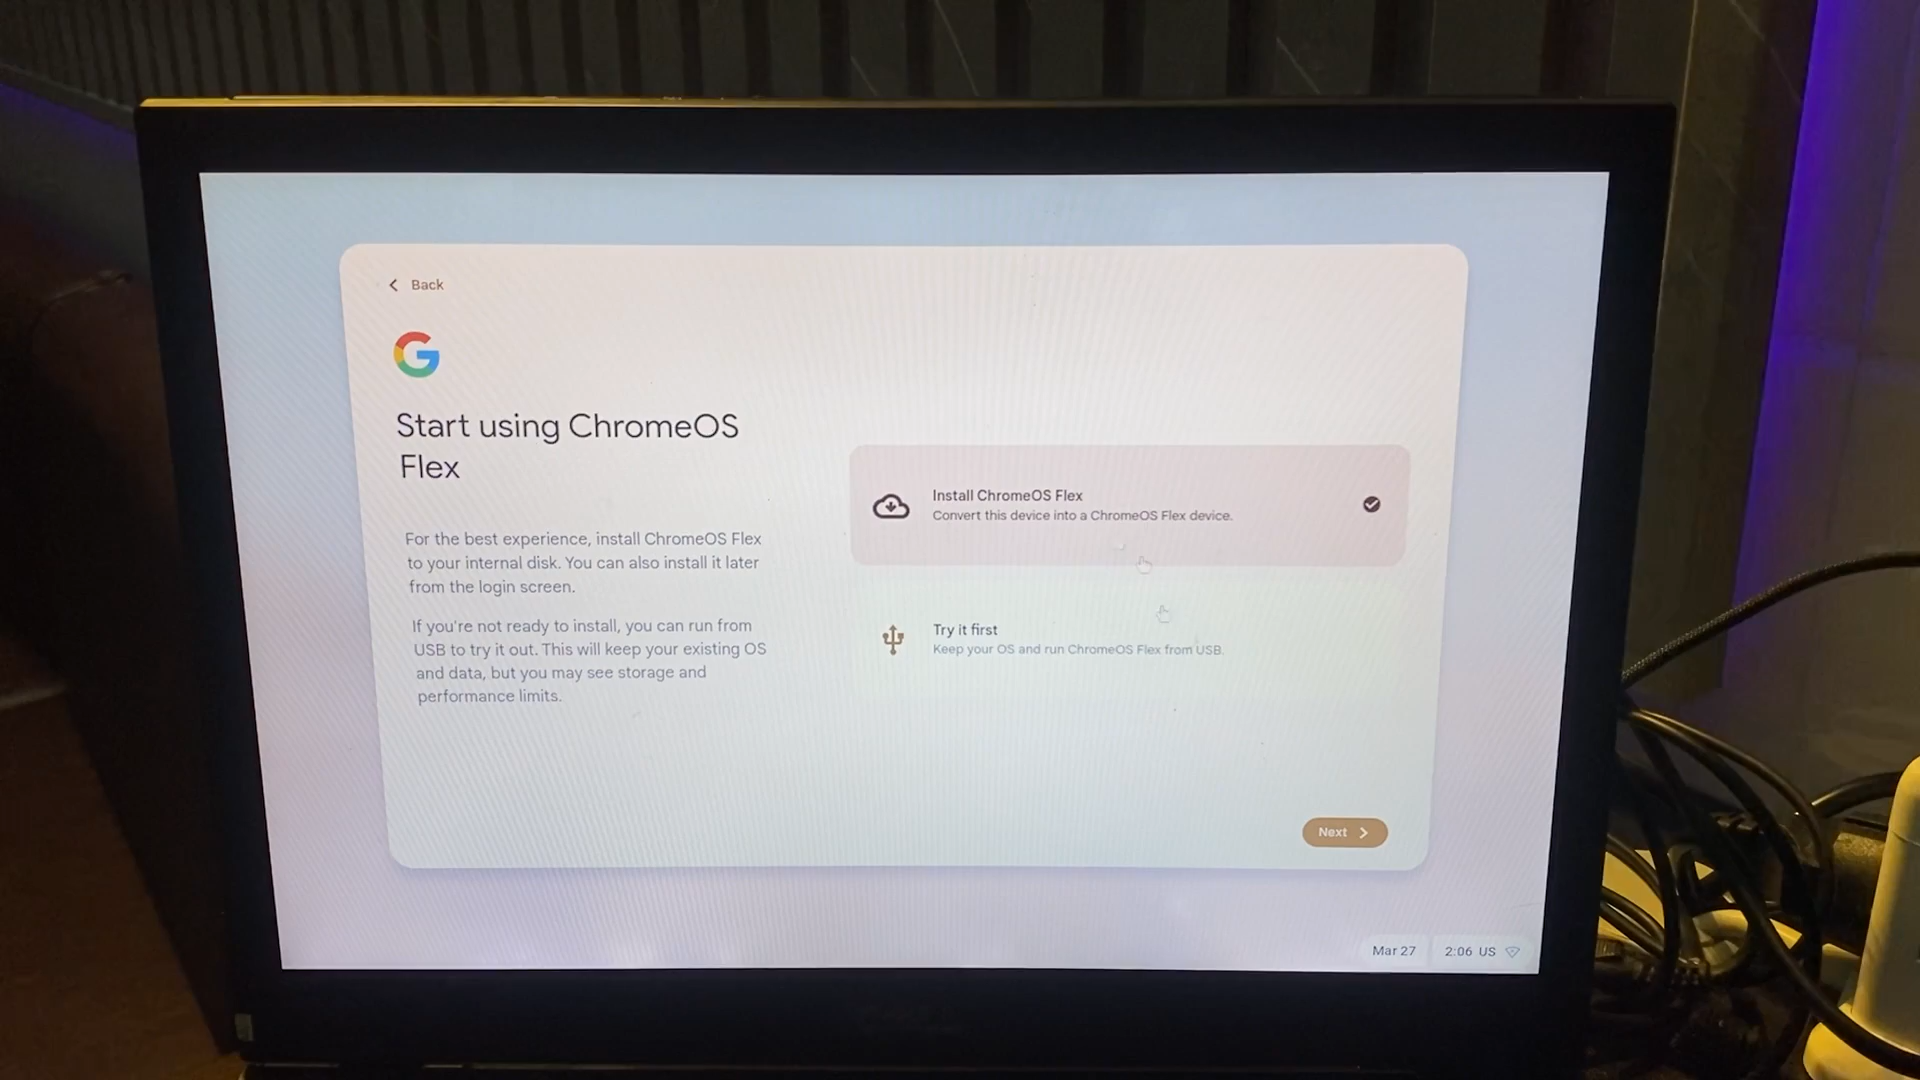 Back
Start using ChromeOS
Flex
For the best experience, install ChromeOS Flex
to your internal disk. You can also install it later
from the login screen.
If you're not ready to install, you can run from
USB to try it out. This will keep your existing OS
and data, but you may see storage and
performance limits.
Install ChromeOS Flex
Convert this device into a ChromeOS Flex device.
Try it first
Keep your OS and run ChromeOS Flex from USB.
Next
Mar 27
2:06 US